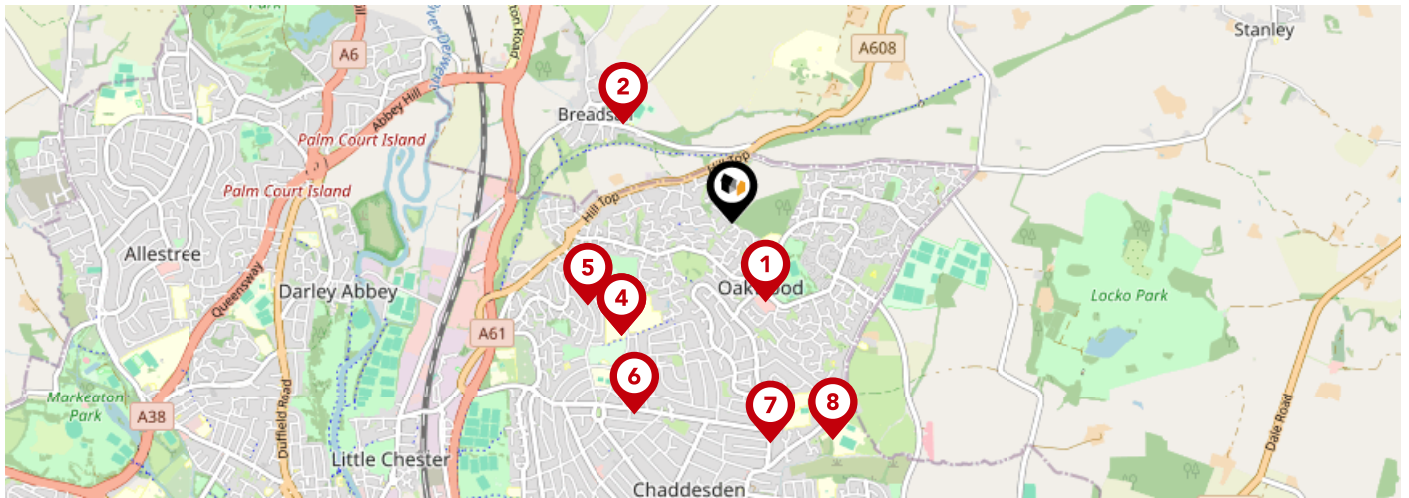 A6
ton Road
A608
Stanley
2
Abbey Hill
Palm Court Island
Hill Top
Palm Court Island
Hill Top
Allestree
Queensway
Darley Abbey
1
5
4
Locko Park
A61
6
7
8
Markeaton
Park
A38
Duffield Road
Dale Road
Little Chester
Chaddesden